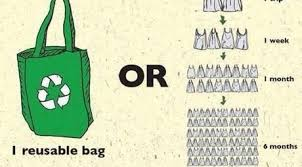 1 week
OR
1 month
6 months
1 reusable bag